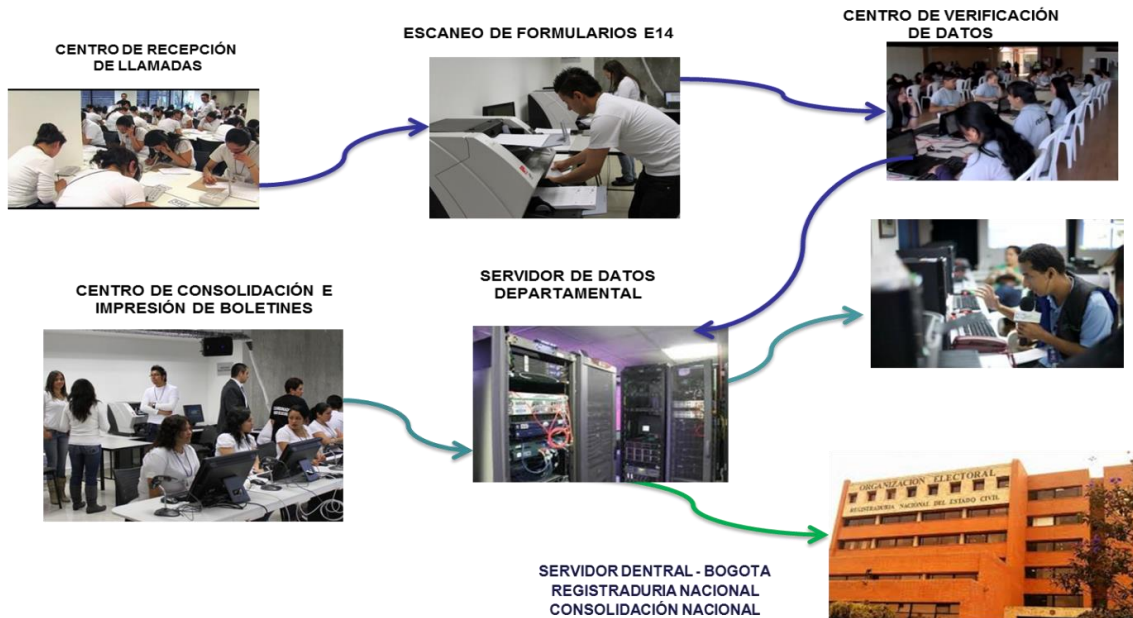 CENTRO DE RECEPCIÓN
DE LLAMADAS
ESCANEO DE FORMULARIOS E14
CENTRO DE VERIFICACIÓN
DE DATOS
CENTRO DE CONSOLIDACIÓN E
IMPRESIÓN DE BOLETINES
SERVIDOR DE DATOS
DEPARTAMENTAL
ORGANIZACION ELECTORAL
REGISTRADURIA NACIONAL DEL ESTADO CIVIL
SERVIDOR DENTRAL - BOGOTA
REGISTRADURIA NACIONAL
CONSOLIDACIÓN NACIONAL